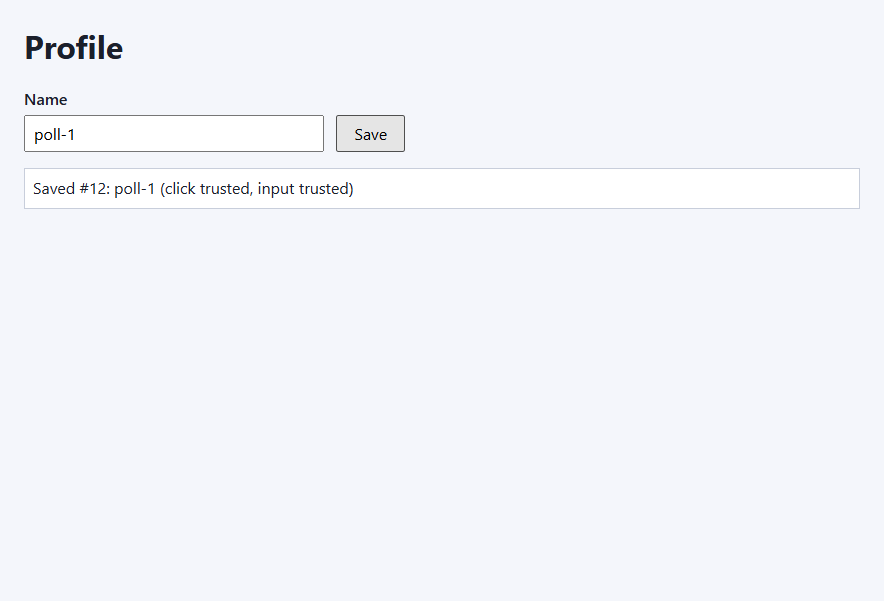 Profile
Name
poll-1
Save
Saved #12: poll-1 (click trusted, input trusted)